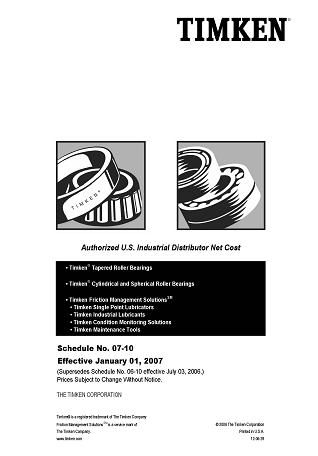 TIMKEN®
TIMKEN®
Authorized U.S. Industrial Distributor Net Cost
• Timken® Tapered Roller Bearings
• Timken® Cylindrical and Spherical Roller Bearings
• Timken Friction Management Solutions℠
• Timken Single Point Lubricators
• Timken Industrial Lubricants
• Timken Condition Monitoring Solutions
• Timken Maintenance Tools
Schedule No. 07-10
Effective January 01, 2007
(Supersedes Schedule No. 06-10 effective July 03, 2006.)
Prices Subject to Change Without Notice.
THE TIMKEN CORPORATION
Timken® is a registered trademark of The Timken Company
Friction Management Solutions℠ is a service mark of
The Timken Company.
www.timken.com
© 2006 The Timken Corporation
Printed in U.S.A.
12-06-29